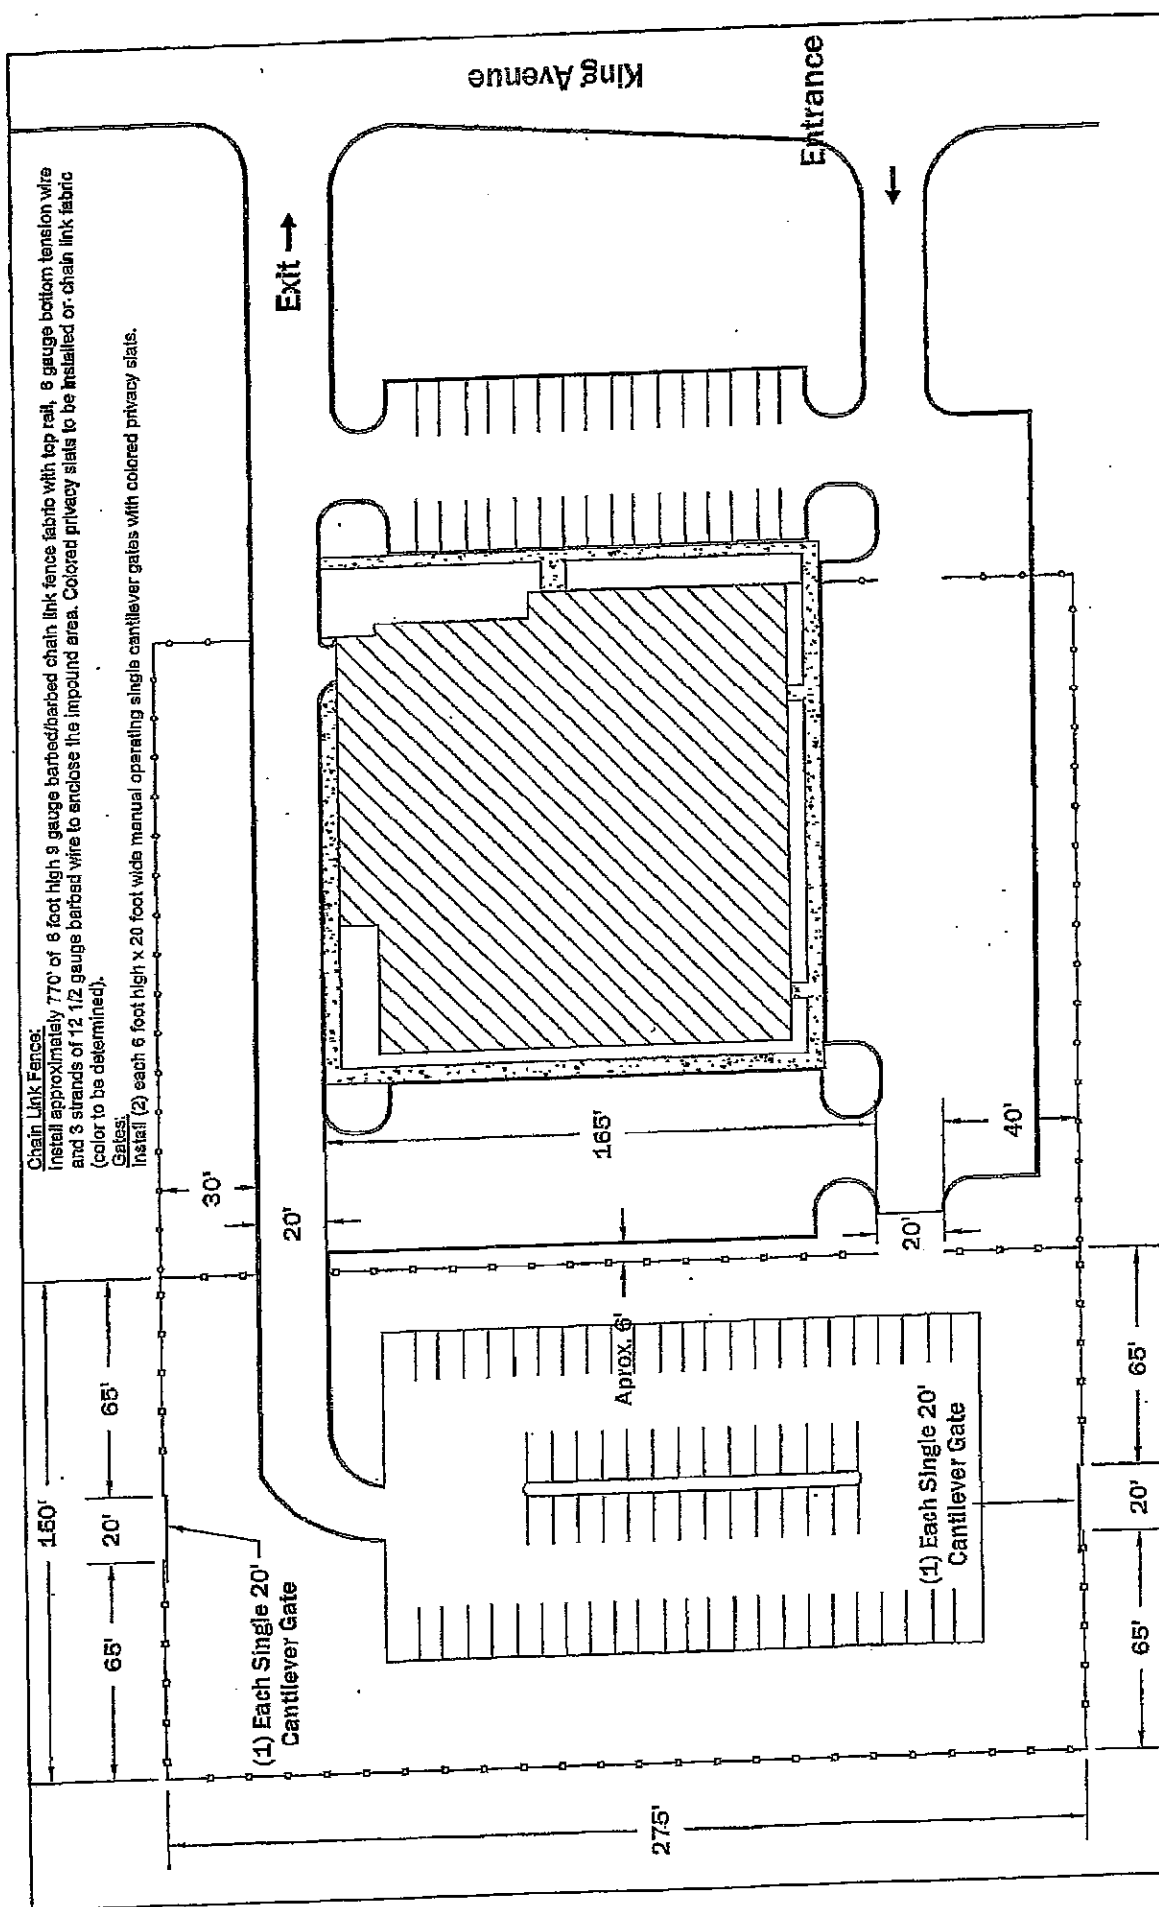 King Avenue
Entrance
Exit
Chain Link Fence:
Install approximately 770' of 6 foot high 9 gauge barbed/barbed chain link fence fabric with top rail, 6 gauge bottom tension wire
and 3 strands of 12 1/2 gauge barbed wire to enclose the impound area. Colored privacy slats to be installed or chain link fabric
(color to be determined).
Gates:
Install (2) each 6 foot high x 20 foot wide manual operating single cantilever gates with colored privacy slats.
30'
20'
165'
40'
20'
150'
65'
20'
65'
Aprox. 6'
(1) Each Single 20'
Cantilever Gate
(1) Each Single 20'
Cantilever Gate
65'
20'
65'
275'